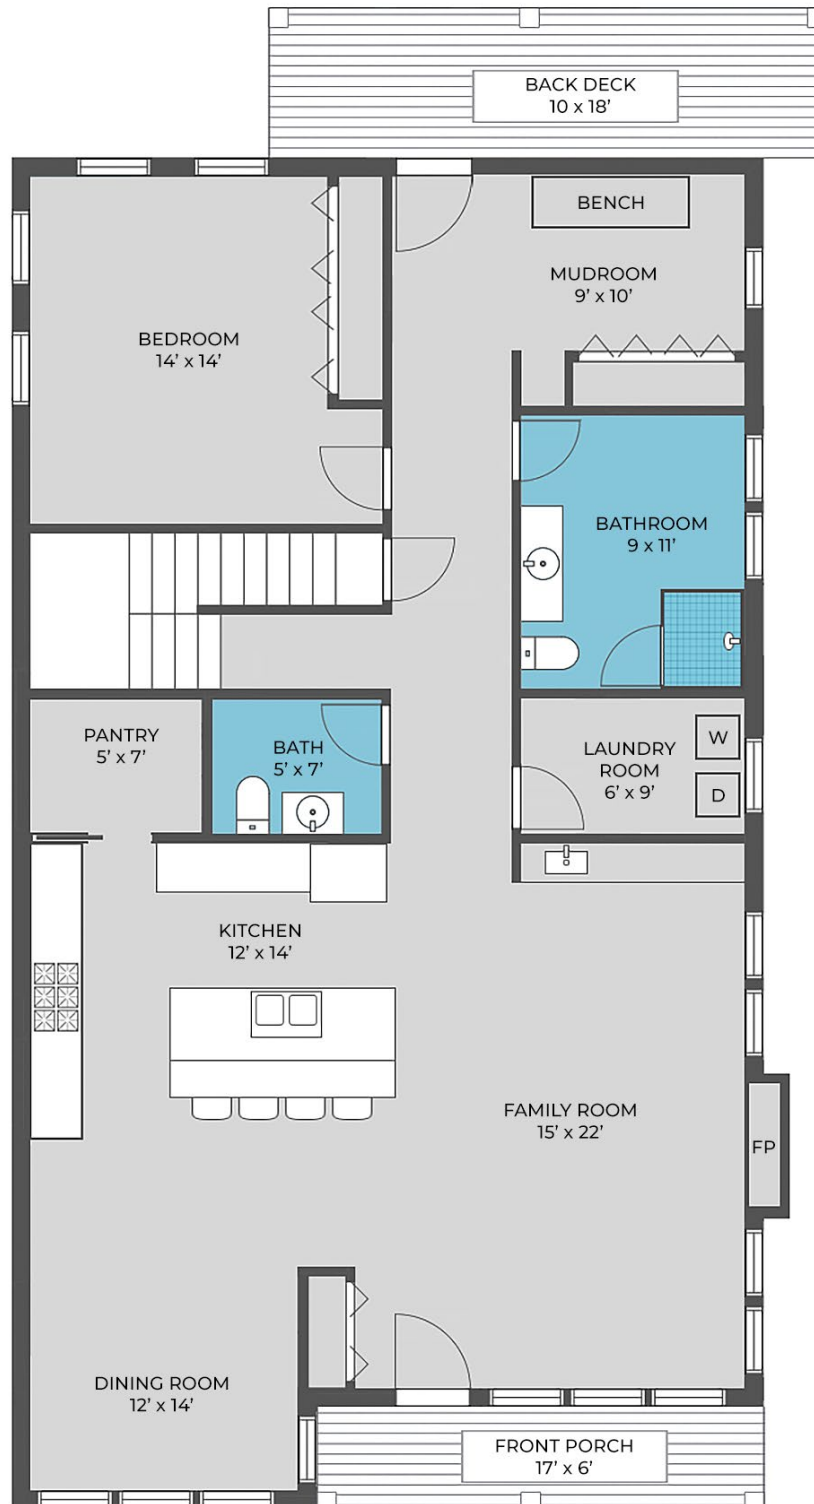 BACK DECK
10 x 18’
BENCH
MUDROOM
9’ x 10’
BEDROOM
14’ x 14’
BATHROOM
9 x 11’
PANTRY
5’ x 7’
BATH
5’ x 7’
LAUNDRY
ROOM
6’ x 9’
W
D
KITCHEN
12’ x 14’
FAMILY ROOM
15’ x 22’
FP
DINING ROOM
12’ x 14’
FRONT PORCH
17’ x 6’